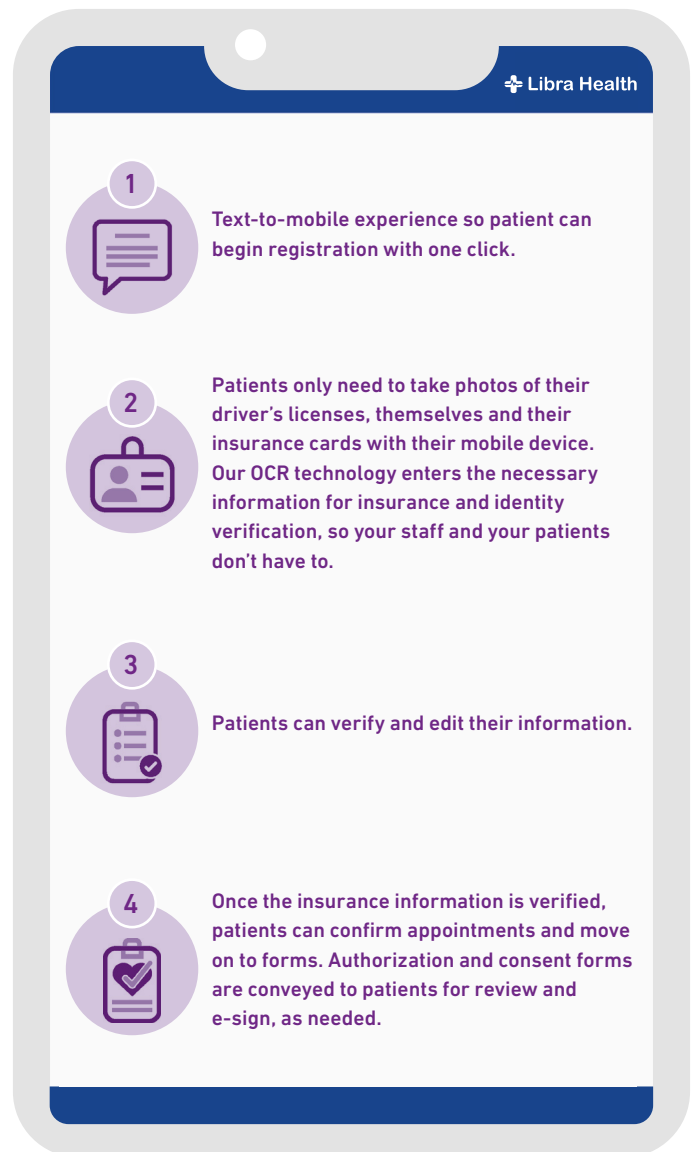 Libra Health
1
Text-to-mobile experience so patient can
begin registration with one click.
2
Patients only need to take photos of their
driver’s licenses, themselves and their
insurance cards with their mobile device.
Our OCR technology enters the necessary
information for insurance and identity
verification, so your staff and your patients
don’t have to.
3
Patients can verify and edit their information.
4
Once the insurance information is verified,
patients can confirm appointments and move
on to forms. Authorization and consent forms
are conveyed to patients for review and
e-sign, as needed.